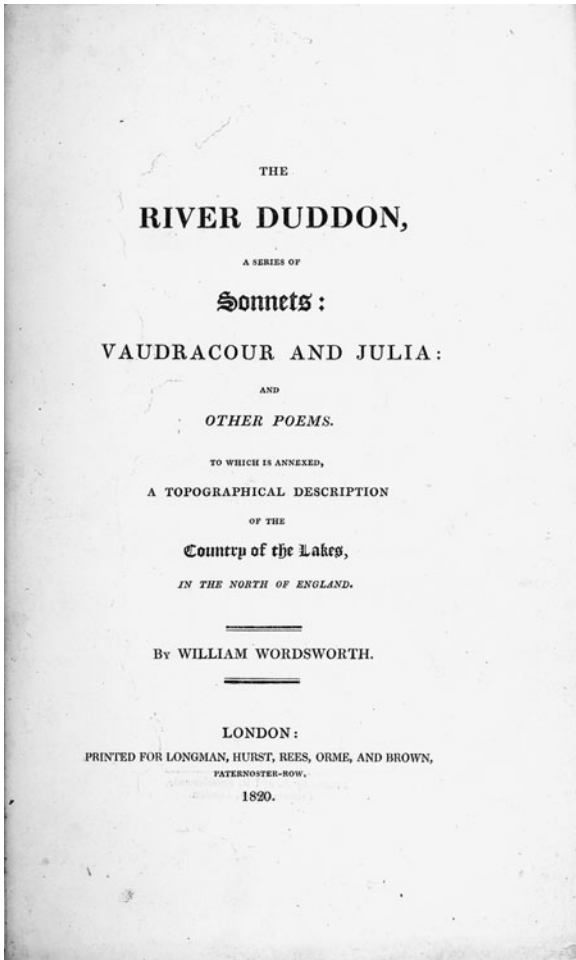 THE
RIVER DUDDON,
A SERIES OF
Sonnets:
VAUDRACOUR AND JULIA:
AND
OTHER POEMS.
TO WHICH IS ANNEXED,
A TOPOGRAPHICAL DESCRIPTION
OF THE
Country of the Lakes,
IN THE NORTH OF ENGLAND.
By WILLIAM WORDSWORTH.
LONDON:
PRINTED FOR LONGMAN, HURST, REES, ORME, AND BROWN,
PATERNOSTER-ROW.
1820.